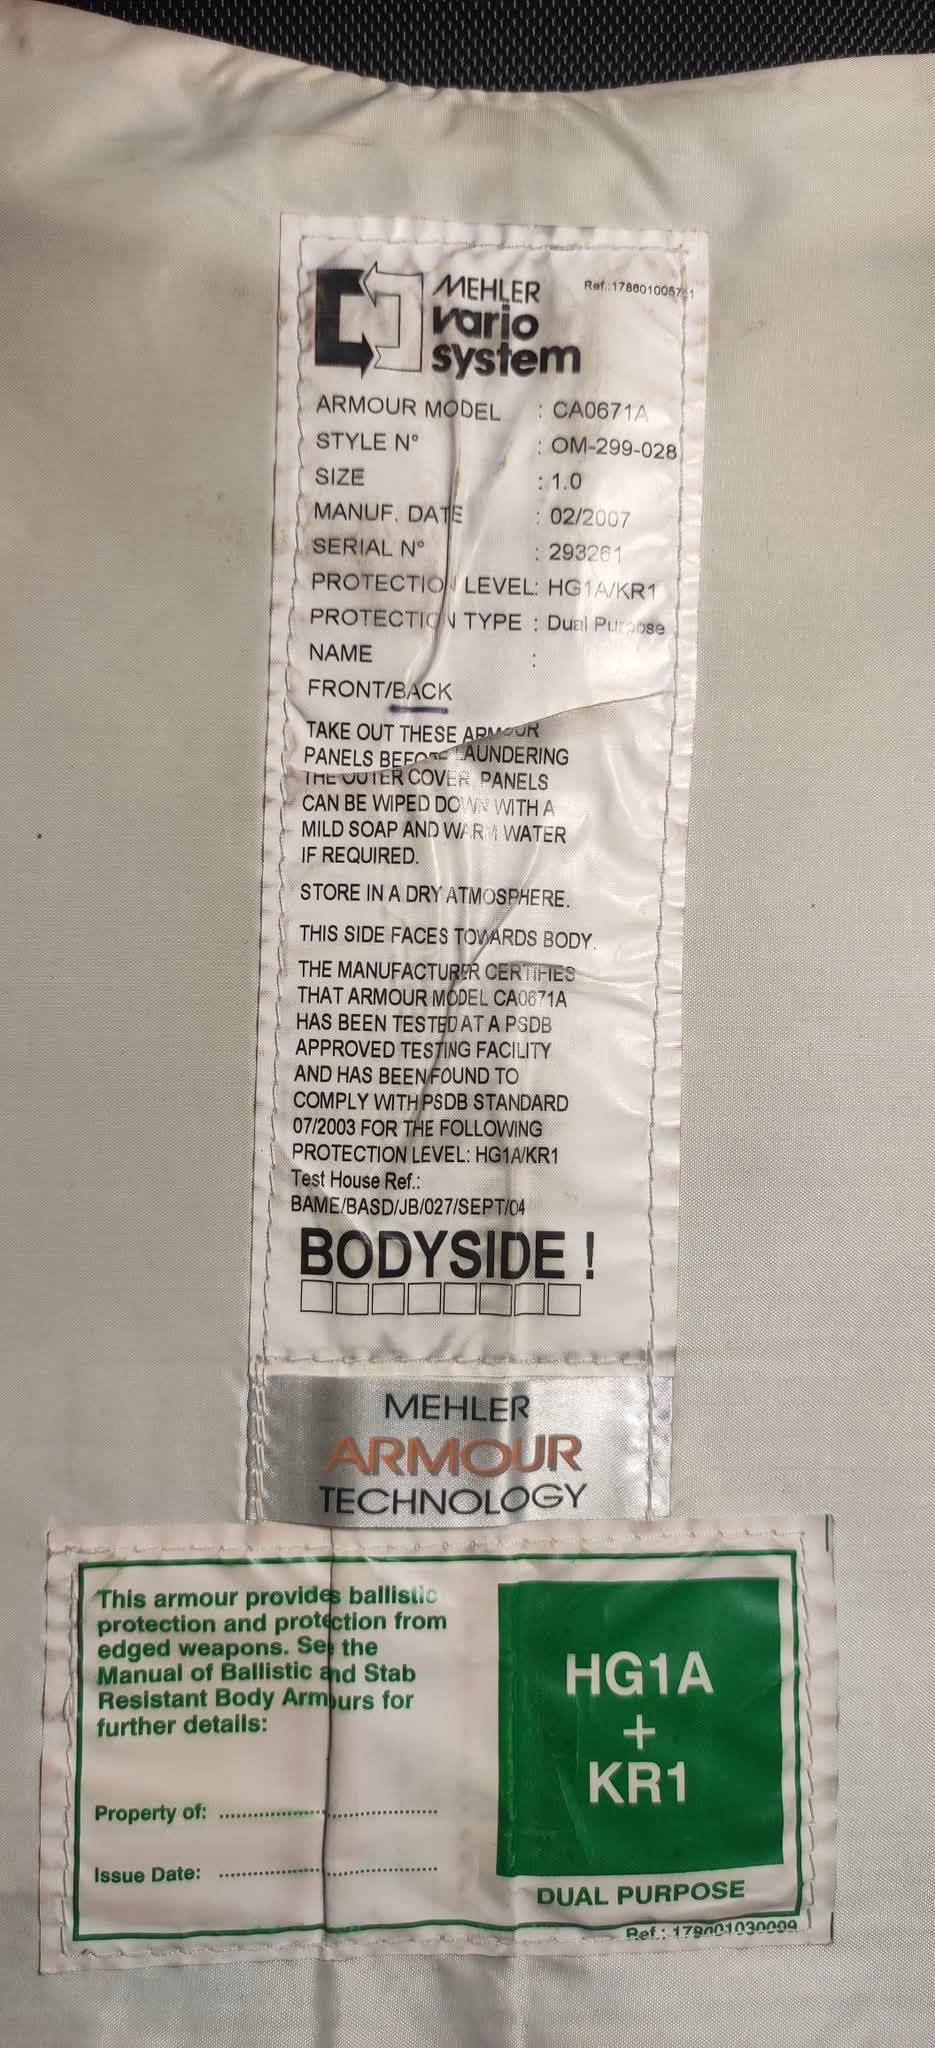 MEHLER
vario
system
ARMOUR MODEL : CA0671A
STYLE N° : OM-299-028
SIZE : 1.0
MANUF. DATE : 02/2007
SERIAL N° : 293261
PROTECTION LEVEL: HG1A/KR1
PROTECTION TYPE : Dual Purpose
NAME :
FRONT/BACK
TAKE OUT THESE ARMOUR
PANELS BEFORE LAUNDERING
THE OUTER COVER. PANELS
CAN BE WIPED DOWN WITH A
MILD SOAP AND WARM WATER
IF REQUIRED.
STORE IN A DRY ATMOSPHERE.
THIS SIDE FACES TOWARDS BODY.
THE MANUFACTURER CERTIFIES
THAT ARMOUR MODEL CA0671A
HAS BEEN TESTED AT A PSDB
APPROVED TESTING FACILITY
AND HAS BEEN FOUND TO
COMPLY WITH PSDB STANDARD
07/2003 FOR THE FOLLOWING
PROTECTION LEVEL: HG1A/KR1
Test House Ref.:
BAME/BASD/JB/027/SEPT/04
BODYSIDE !
MEHLER
ARMOUR
TECHNOLOGY
This armour provides ballistic
protection and protection from
edged weapons. See the
Manual of Ballistic and Stab
Resistant Body Armours for
further details:
Property of: ....................
Issue Date: ....................
HG1A
+
KR1
DUAL PURPOSE
Ref.: 178001030009